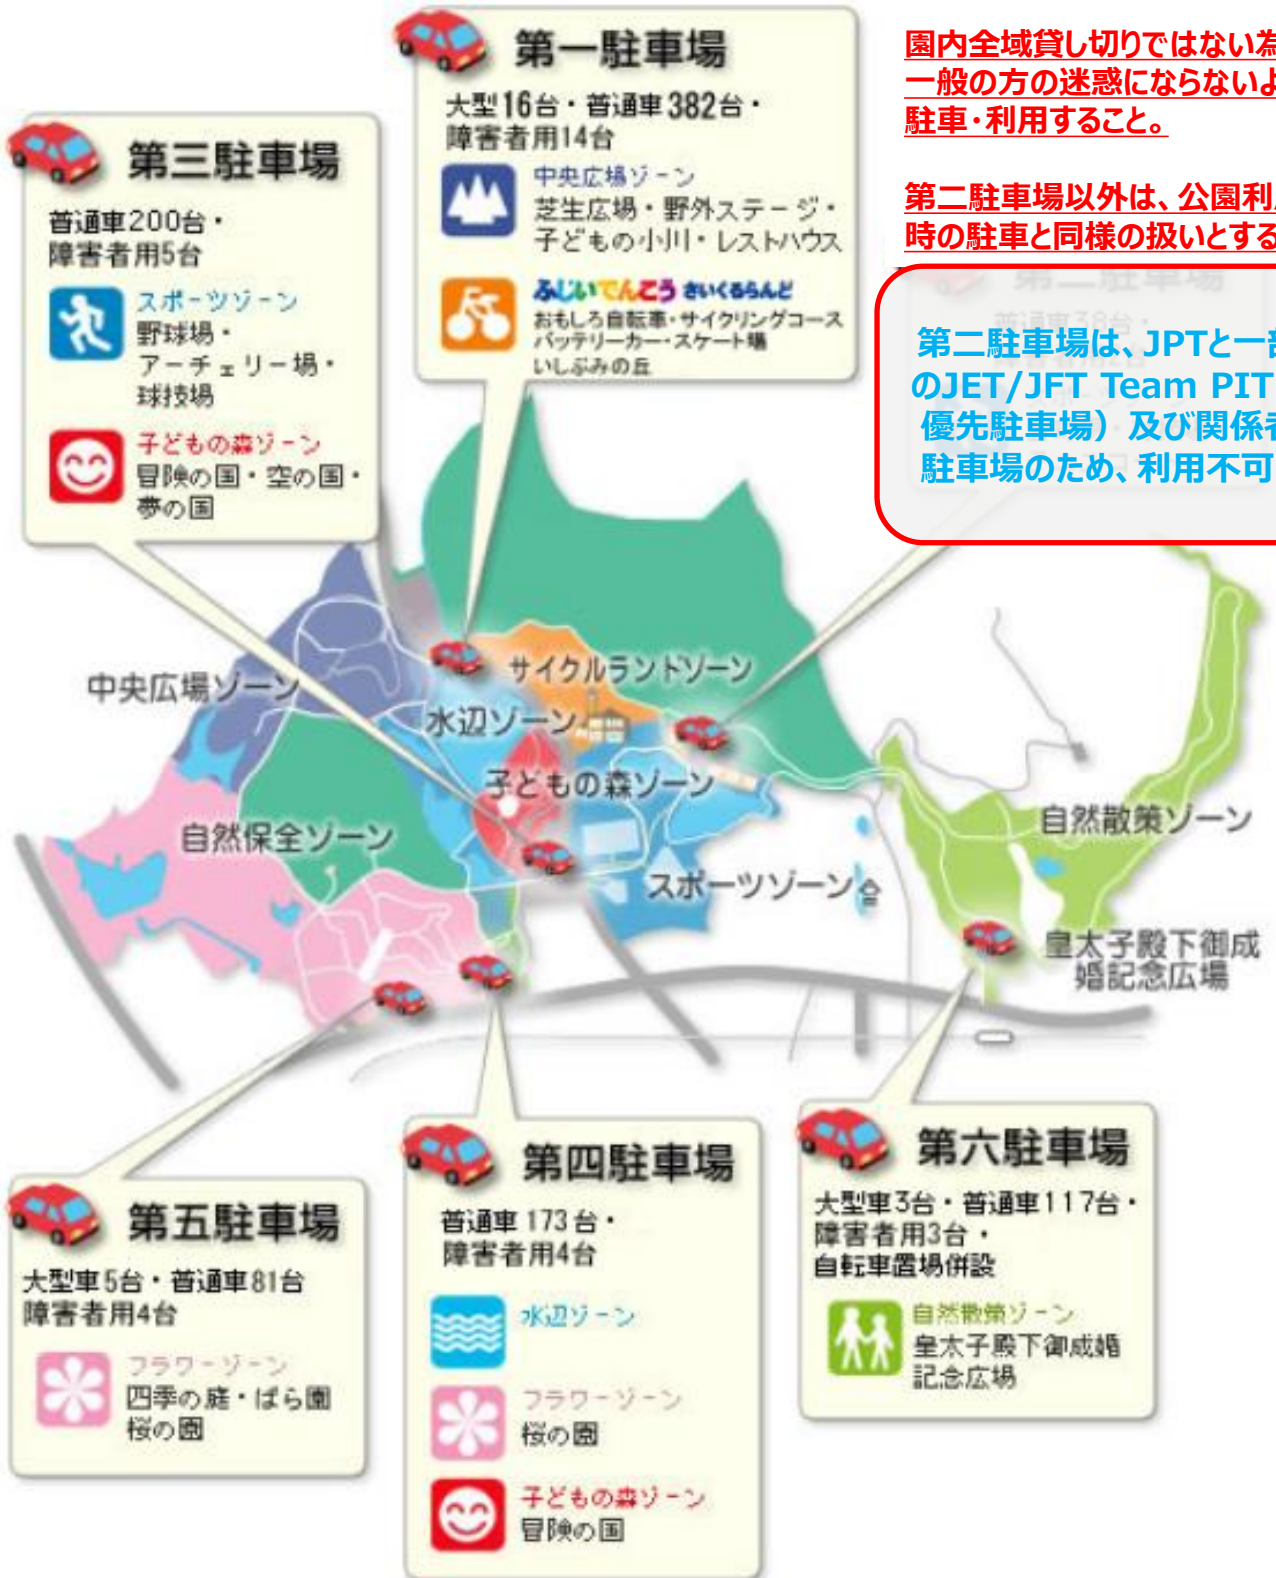 第一駐車場
大型16台・普通車382台・
障害者用14台
中央広場ゾーン
芝生広場・野外ステージ・
子どもの小川・レストハウス
ふじいでんこう さいくるらんど
おもしろ自転車・サイクリングコース
バッテリーカー・スケート場
いしぶみの丘
園内全域貸し切りではない為
一般の方の迷惑にならないよ
駐車・利用すること。
第二駐車場以外は、公園利
時の駐車と同様の扱いとする
第二駐車場
普通車38台・
第二駐車場は、JPTと一部
のJET/JFT Team PIT
優先駐車場）及び関係者
駐車場のため、利用不可
第三駐車場
普通車200台・
障害者用5台
スポーツゾーン
野球場・
アーチェリー場・
球技場
子どもの森ゾーン
冒険の国・空の国・
夢の国
中央広場ゾーン
サイクルランドゾーン
水辺ゾーン
子どもの森ゾーン
自然保全ゾーン
スポーツゾーン
自然散策ゾーン
皇太子殿下御成
婚記念広場
第五駐車場
大型車5台・普通車81台
障害者用4台
フラワーゾーン
四季の庭・ばら園
桜の園
第四駐車場
普通車173台・
障害者用4台
水辺ゾーン
フラワーゾーン
桜の園
子どもの森ゾーン
冒険の国
第六駐車場
大型車3台・普通車117台・
障害者用3台・
自転車置場併設
自然散策ゾーン
皇太子殿下御成婚
記念広場